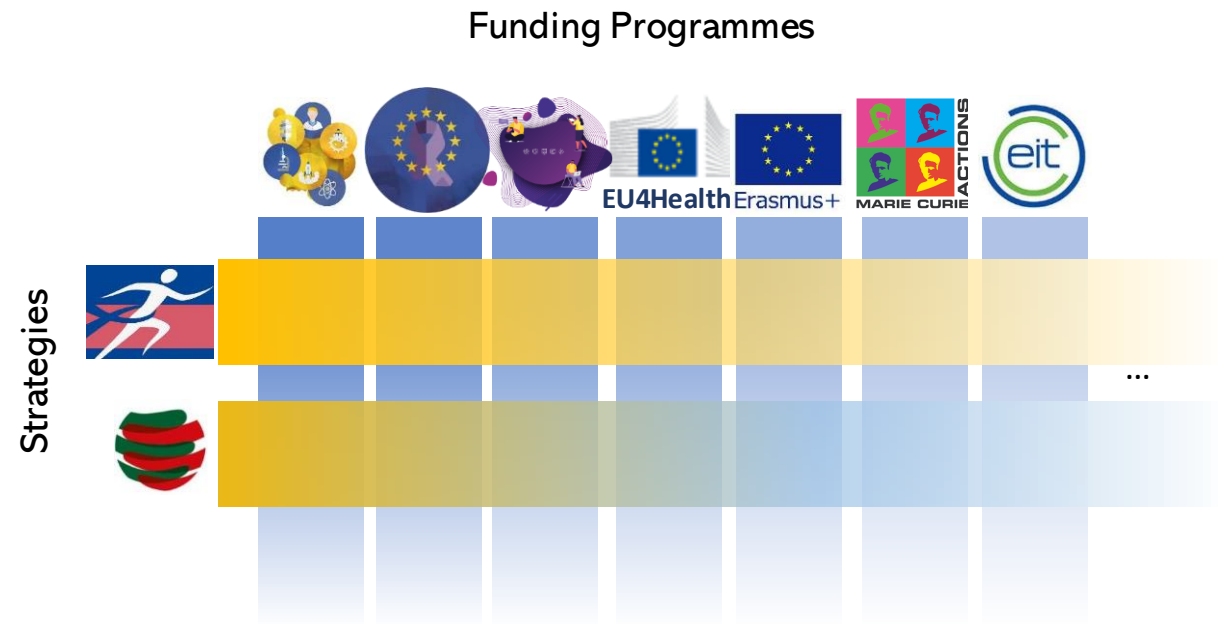 Funding Programmes
EU4Health
Erasmus+
MARIE CURIE
ACTIONS
eit
Strategies
...